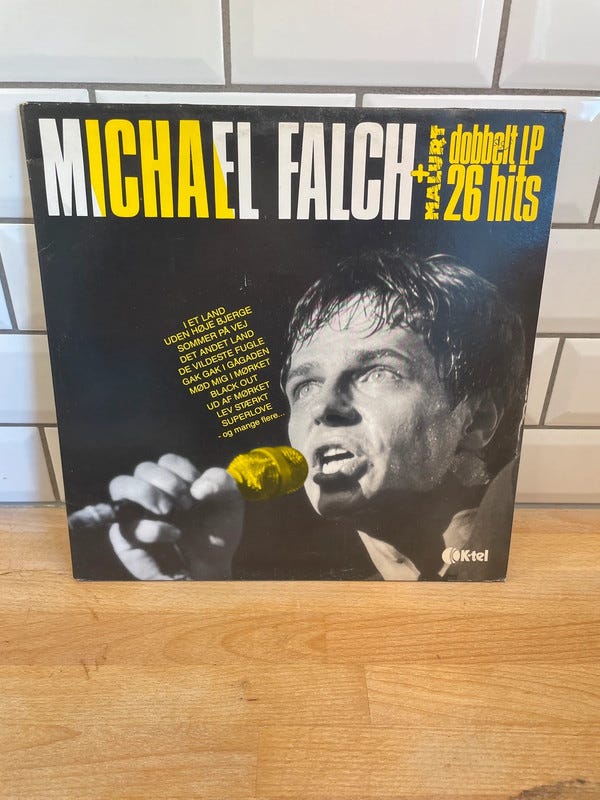 MICHAEL FALCH
+ MALURT
dobbelt LP
26 hits
I ET LAND
UDEN HØJE BJERGE
SOMMER PÅ VEJ
DET ANDET LAND
DE VILDESTE FUGLE
GAK GAK I GÅGADEN
MØD MIG I MØRKET
BLACK OUT
UD AF MØRKET
LEV STÆRKT
SUPERLOVE
- og mange flere...
K-tel